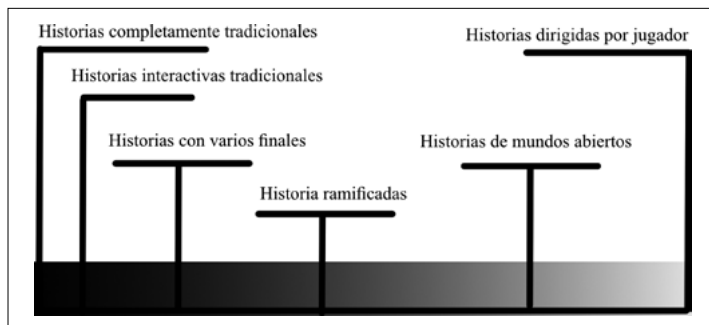 Historias completamente tradicionales
Historias dirigidas por jugador
Historias interactivas tradicionales
Historias con varios finales
Historias de mundos abiertos
Historia ramificadas